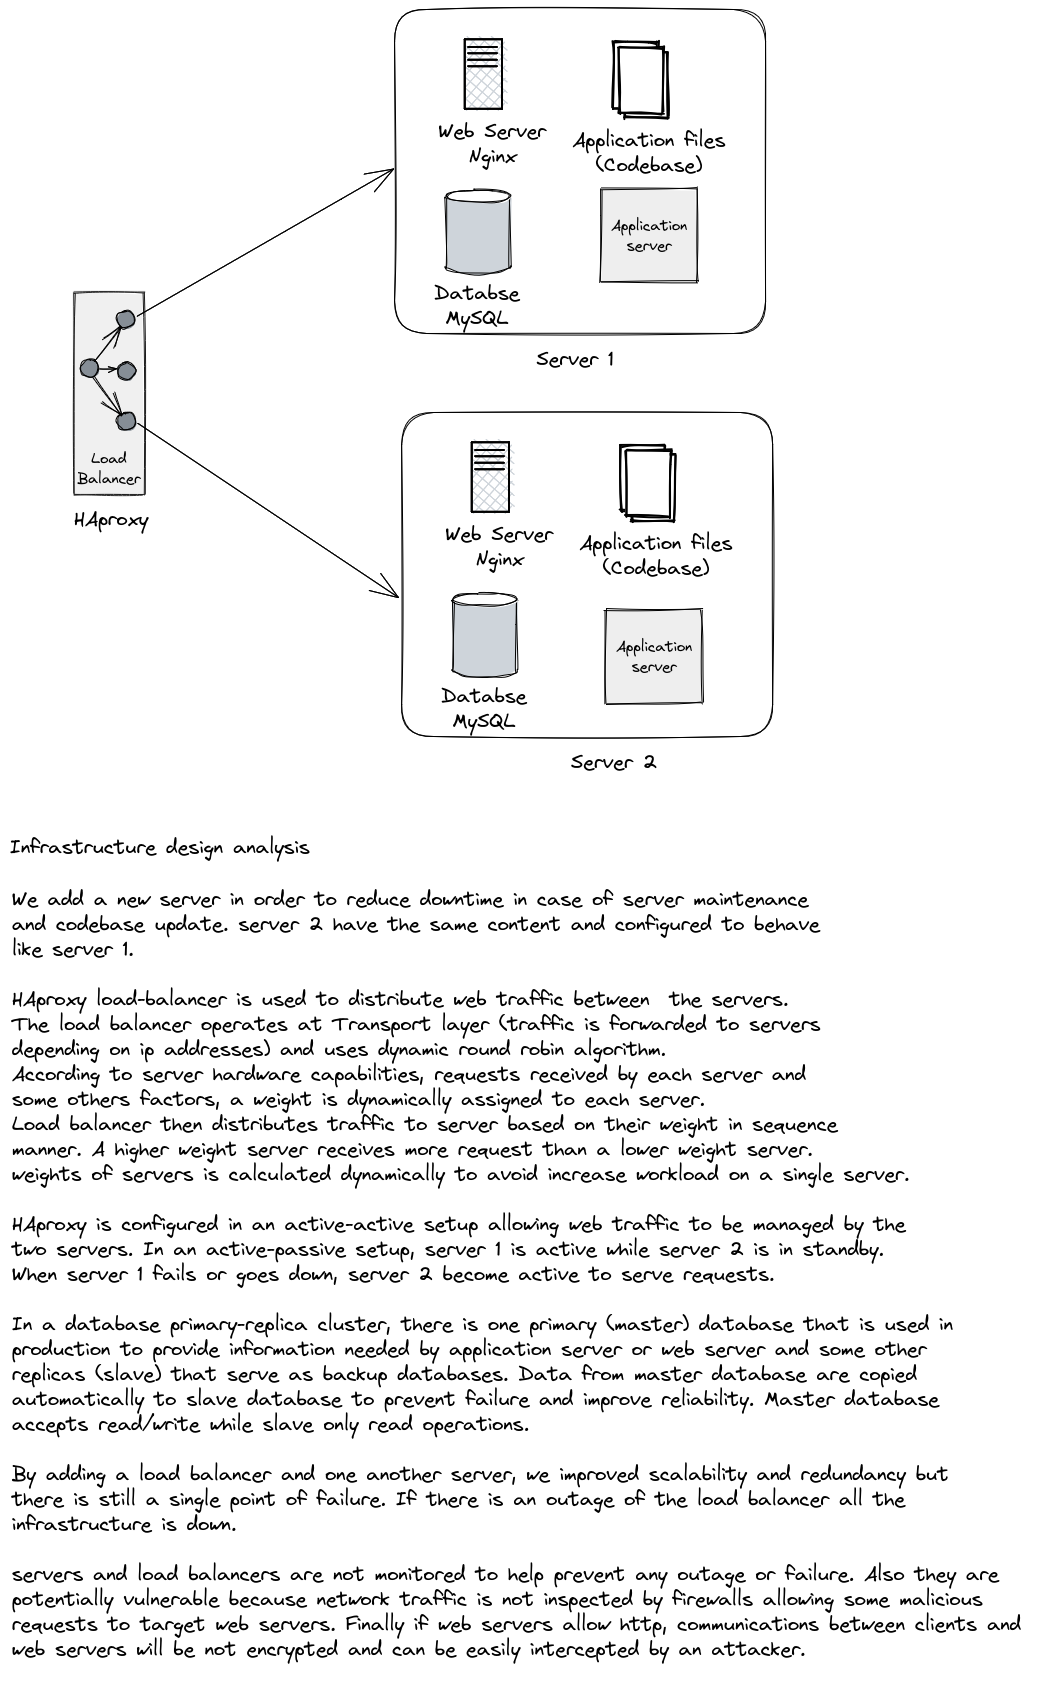 Web Server
Nginx
Application files
(Codebase)
Databse
MySQL
Application
server
Server 1
Load
Balancer
HAproxy
Web Server
Nginx
Application files
(Codebase)
Databse
MySQL
Application
server
Server 2
Infrastructure design analysis
We add a new server in order to reduce downtime in case of server maintenance
and codebase update. server 2 have the same content and configured to behave
like server 1.
HAproxy load-balancer is used to distribute web traffic between  the servers.
The load balancer operates at Transport layer (traffic is forwarded to servers
depending on ip addresses) and uses dynamic round robin algorithm.
According to server hardware capabilities, requests received by each server and
some others factors, a weight is dynamically assigned to each server.
Load balancer then distributes traffic to server based on their weight in sequence
manner. A higher weight server receives more request than a lower weight server.
weights of servers is calculated dynamically to avoid increase workload on a single server.
HAproxy is configured in an active-active setup allowing web traffic to be managed by the
two servers. In an active-passive setup, server 1 is active while server 2 is in standby.
When server 1 fails or goes down, server 2 become active to serve requests.
In a database primary-replica cluster, there is one primary (master) database that is used in
production to provide information needed by application server or web server and some other
replicas (slave) that serve as backup databases. Data from master database are copied
automatically to slave database to prevent failure and improve reliability. Master database
accepts read/write while slave only read operations.
By adding a load balancer and one another server, we improved scalability and redundancy but
there is still a single point of failure. If there is an outage of the load balancer all the
infrastructure is down.
servers and load balancers are not monitored to help prevent any outage or failure. Also they are
potentially vulnerable because network traffic is not inspected by firewalls allowing some malicious
requests to target web servers. Finally if web servers allow http, communications between clients and
web servers will be not encrypted and can be easily intercepted by an attacker.